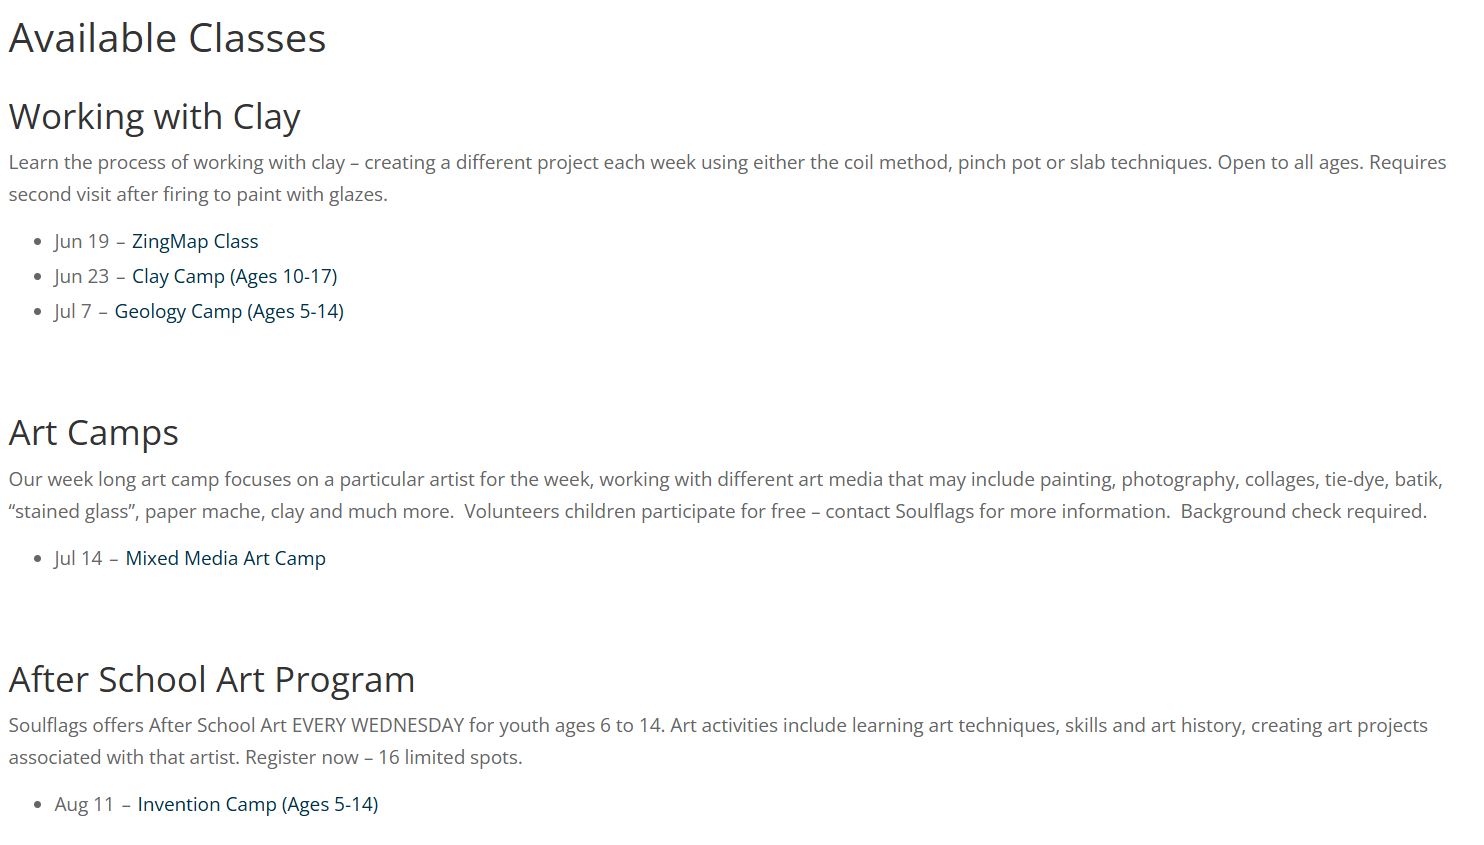 Available Classes
Working with Clay
Learn the process of working with clay – creating a different project each week using either the coil method, pinch pot or slab techniques. Open to all ages. Requires
second visit after firing to paint with glazes.
• Jun 19 – ZingMap Class
• Jun 23 – Clay Camp (Ages 10-17)
• Jul 7 – Geology Camp (Ages 5-14)
Art Camps
Our week long art camp focuses on a particular artist for the week, working with different art media that may include painting, photography, collages, tie-dye, batik,
“stained glass”, paper mache, clay and much more.  Volunteers children participate for free – contact Soulflags for more information.  Background check required.
• Jul 14 – Mixed Media Art Camp
After School Art Program
Soulflags offers After School Art EVERY WEDNESDAY for youth ages 6 to 14. Art activities include learning art techniques, skills and art history, creating art projects
associated with that artist. Register now – 16 limited spots.
• Aug 11 – Invention Camp (Ages 5-14)